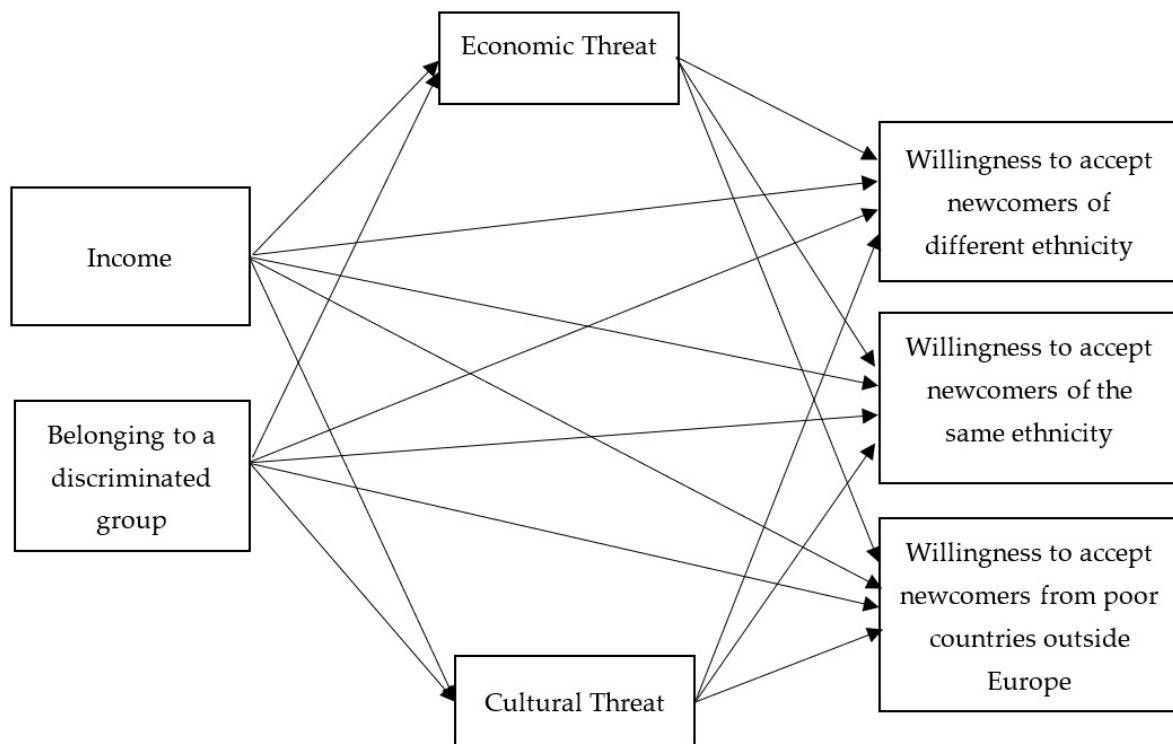 Economic Threat
Willingness to accept
newcomers of
different ethnicity
Income
Willingness to accept
newcomers of the
same ethnicity
Belonging to a
discriminated
group
Willingness to accept
newcomers from poor
countries outside
Europe
Cultural Threat